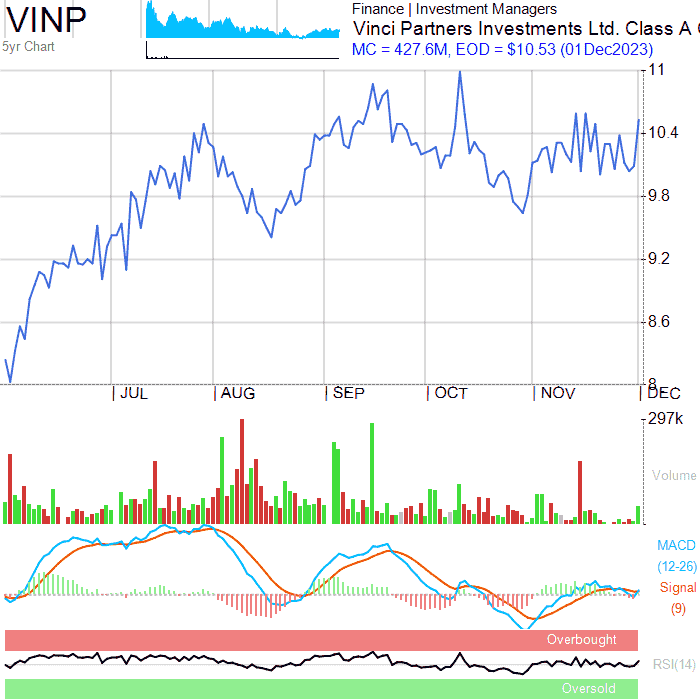 VINP
5yr Chart
Finance | Investment Managers
Vinci Partners Investments Ltd. Class A
MC = 427.6M, EOD = $10.53 (01Dec2023)
11
10.4
9.8
9.2
8.6
8
| JUL | AUG | SEP | OCT | NOV | DEC
297k
Volume
MACD
(12-26)
Signal
(9)
Overbought
RSI(14)
Oversold